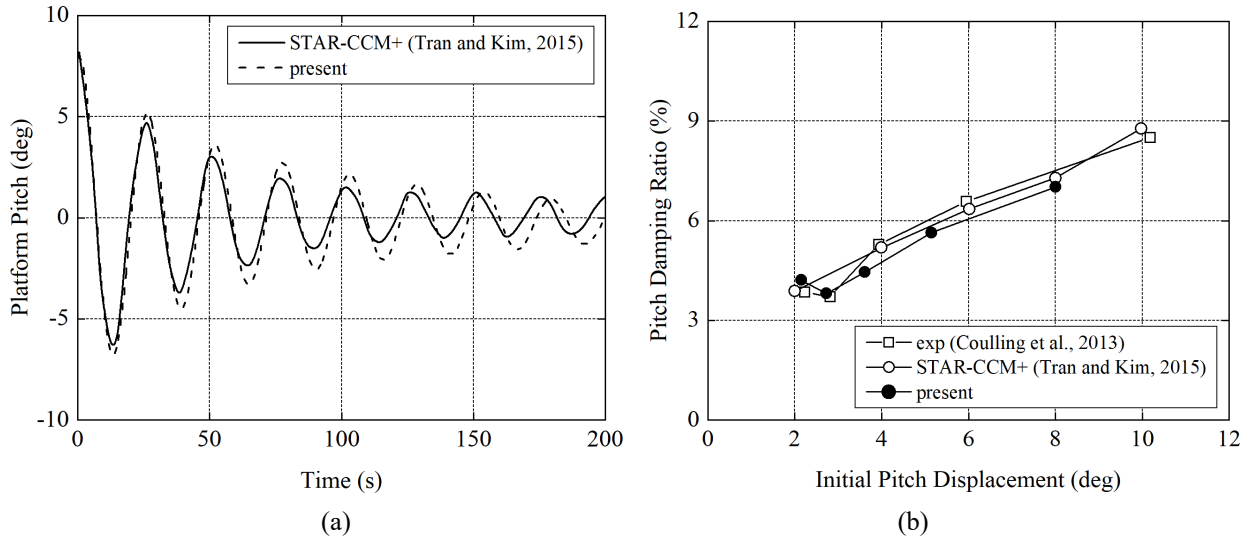 10
5
0
-5
-10
Platform Pitch (deg)
STAR-CCM+ (Tran and Kim, 2015)
present
0
50
100
150
200
Time (s)
(a)
12
9
6
3
0
Pitch Damping Ratio (%)
exp (Coulling et al., 2013)
STAR-CCM+ (Tran and Kim, 2015)
present
0
2
4
6
8
10
12
Initial Pitch Displacement (deg)
(b)